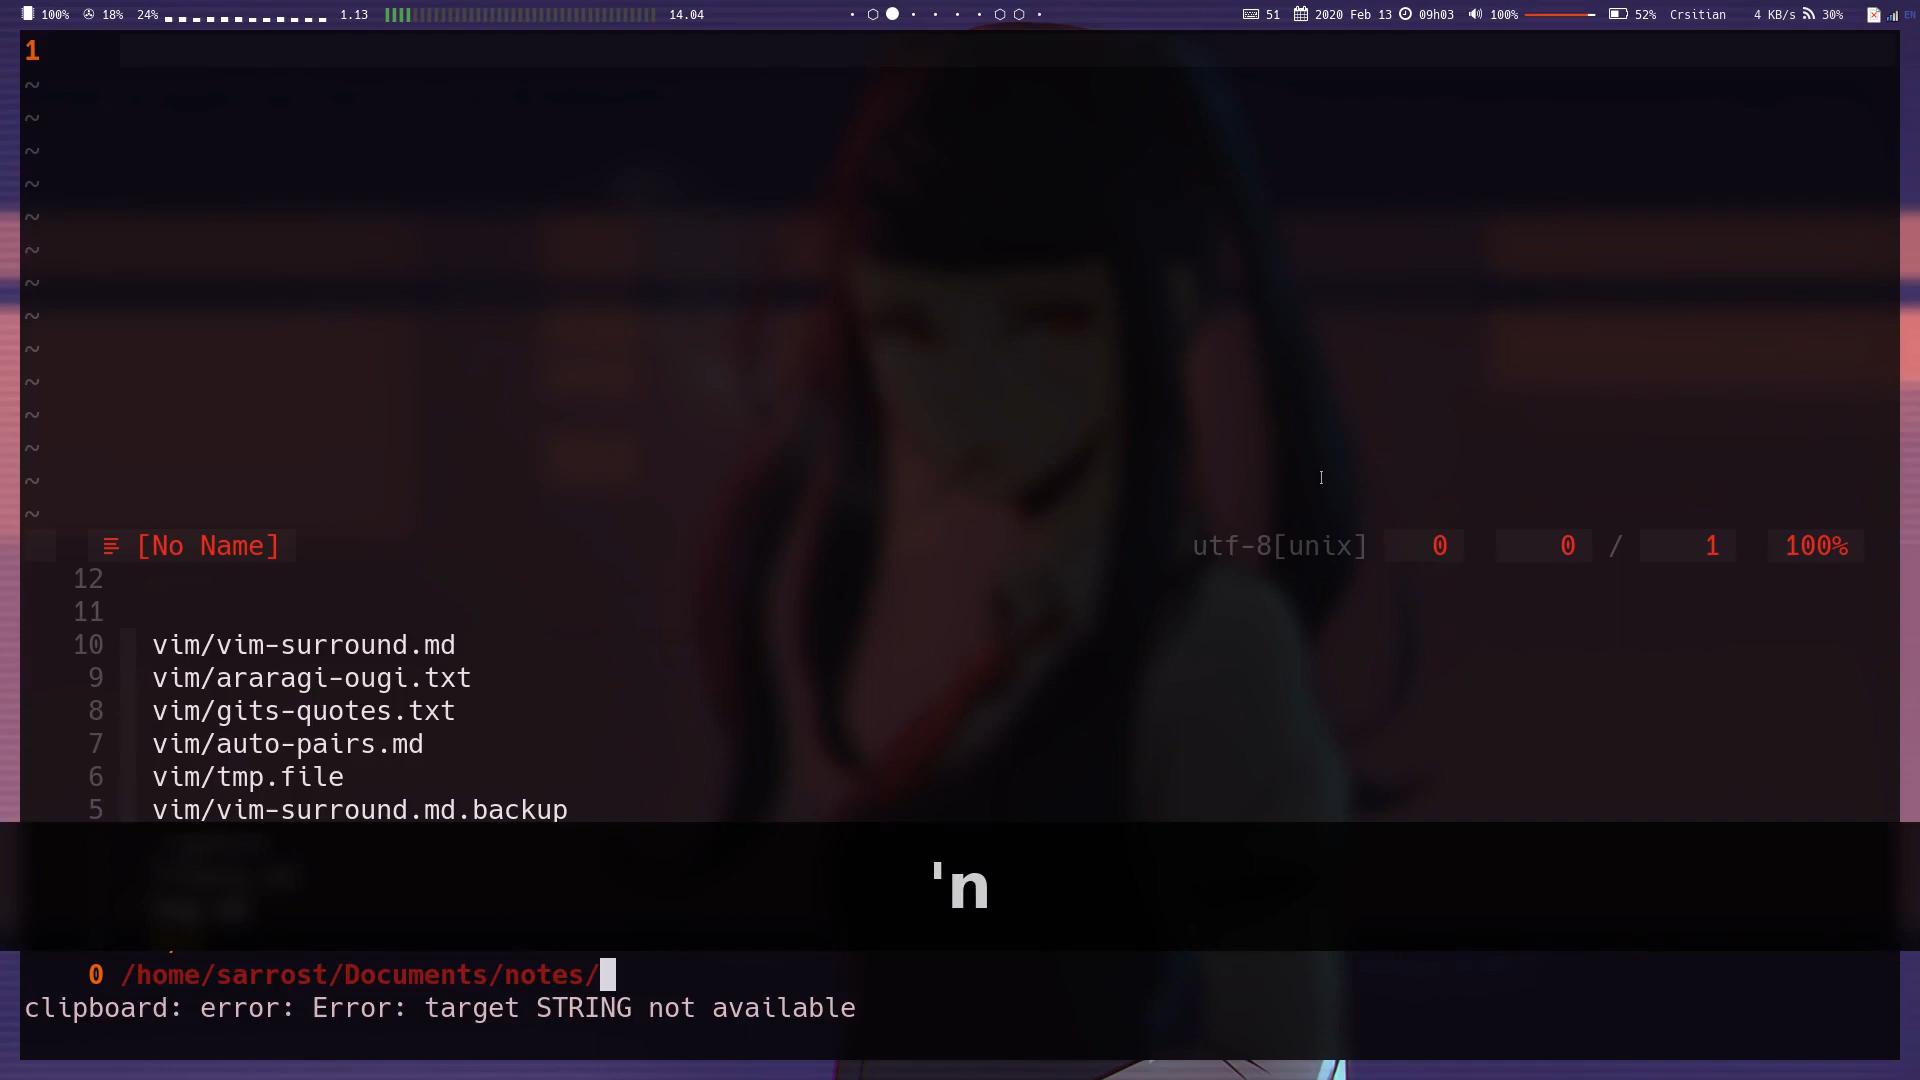 100% 18% 24% 1.13 14.04 51 2020 Feb 13 09h03 100% 52% Crsitian 4 KB/s 30% EN
1
~
~
~
~
~
~
~
~
~
~
~
~
~
~
[No Name] utf-8[unix] 0 0 / 1 100%
12
11
10 vim/vim-surround.md
9 vim/araragi-ougi.txt
8 vim/gits-quotes.txt
7 vim/auto-pairs.md
6 vim/tmp.file
5 vim/vim-surround.md.backup
'n
0 /home/sarrost/Documents/notes/
clipboard: error: Error: target STRING not available